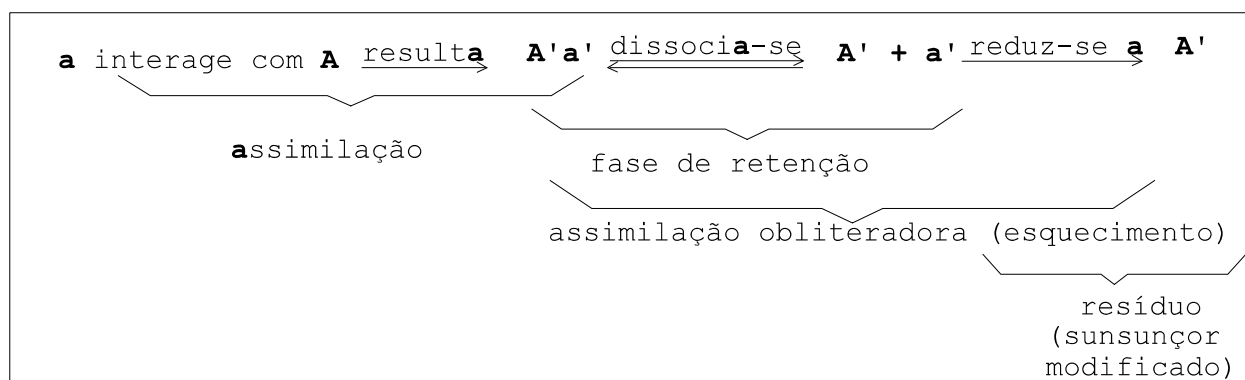 a interage com A resulta A'a' dissocia-se A' + a' reduz-se a A'
assimilação
fase de retenção
assimilação obliteradora (esquecimento)
resíduo
(sunsunçor
modificado)